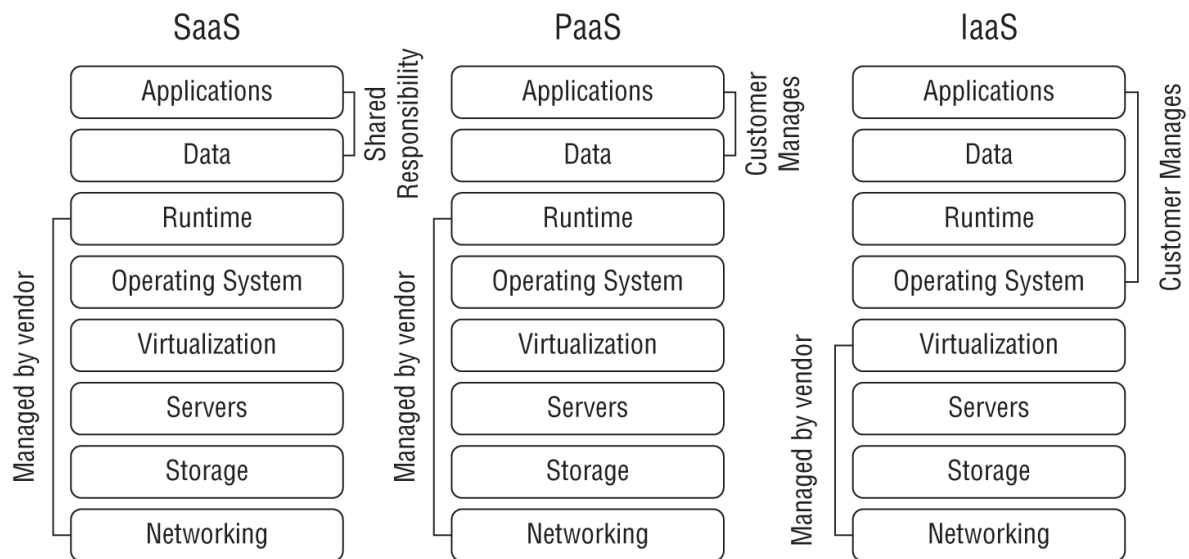 SaaS
Applications
Data
Runtime
Operating System
Virtualization
Servers
Storage
Networking
Shared
Responsibility
Managed by vendor
PaaS
Applications
Data
Runtime
Operating System
Virtualization
Servers
Storage
Networking
Customer
Manages
Managed by vendor
IaaS
Applications
Data
Runtime
Operating System
Virtualization
Servers
Storage
Networking
Customer Manages
Managed by vendor